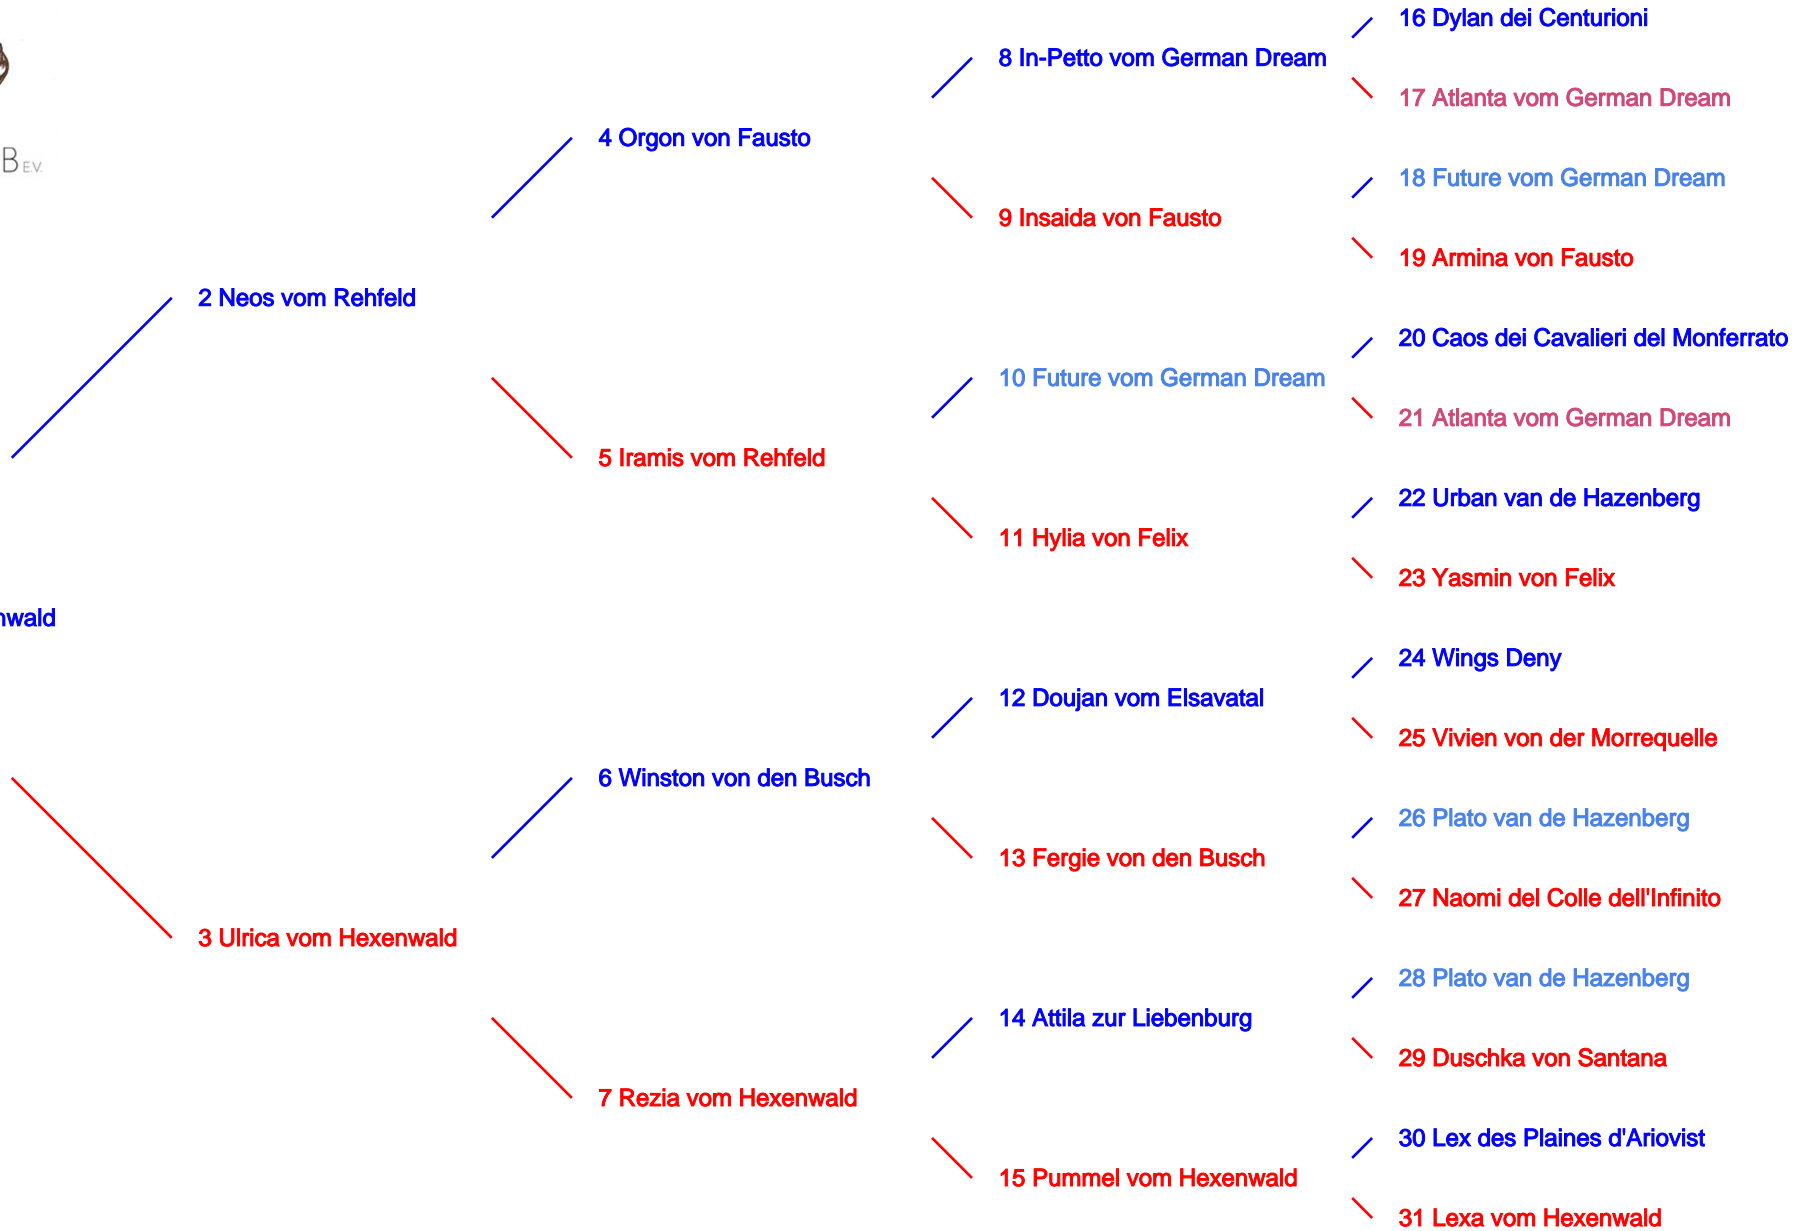 16 Dylan dei Centurioni
8 In-Petto vom German Dream
17 Atlanta vom German Dream
4 Orgon von Fausto
B E.V.
18 Future vom German Dream
9 Insaida von Fausto
19 Armina von Fausto
2 Neos vom Rehfeld
20 Caos dei Cavalieri del Monferrato
10 Future vom German Dream
21 Atlanta vom German Dream
5 Iramis vom Rehfeld
22 Urban van de Hazenberg
11 Hylia von Felix
23 Yasmin von Felix
nwald
24 Wings Deny
12 Doujan vom Elsavatal
25 Vivien von der Morrequelle
6 Winston von den Busch
26 Plato van de Hazenberg
13 Fergie von den Busch
27 Naomi del Colle dell'Infinito
3 Ulrica vom Hexenwald
28 Plato van de Hazenberg
14 Attila zur Liebenburg
29 Duschka von Santana
7 Rezia vom Hexenwald
30 Lex des Plaines d'Ariovist
15 Pummel vom Hexenwald
31 Lexa vom Hexenwald